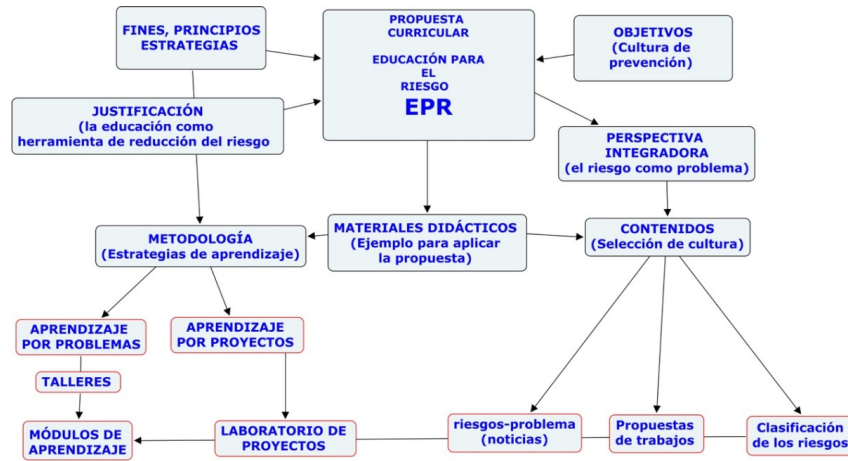 FINES, PRINCIPIOS
ESTRATEGIAS
PROPUESTA
CURRICULAR
EDUCACIÓN PARA
EL
RIESGO
EPR
OBJETIVOS
(Cultura de
prevención)
JUSTIFICACIÓN
(la educación como
herramienta de reducción del riesgo
PERSPECTIVA
INTEGRADORA
(el riesgo como problema)
METODOLOGÍA
(Estrategias de aprendizaje)
MATERIALES DIDÁCTICOS
(Ejemplo para aplicar
la propuesta)
CONTENIDOS
(Selección de cultura)
APRENDIZAJE
POR PROBLEMAS
APRENDIZAJE
POR PROYECTOS
TALLERES
MÓDULOS DE
APRENDIZAJE
LABORATORIO DE
PROYECTOS
riesgos-problema
(noticias)
Propuestas
de trabajos
Clasificación
de los riesgos